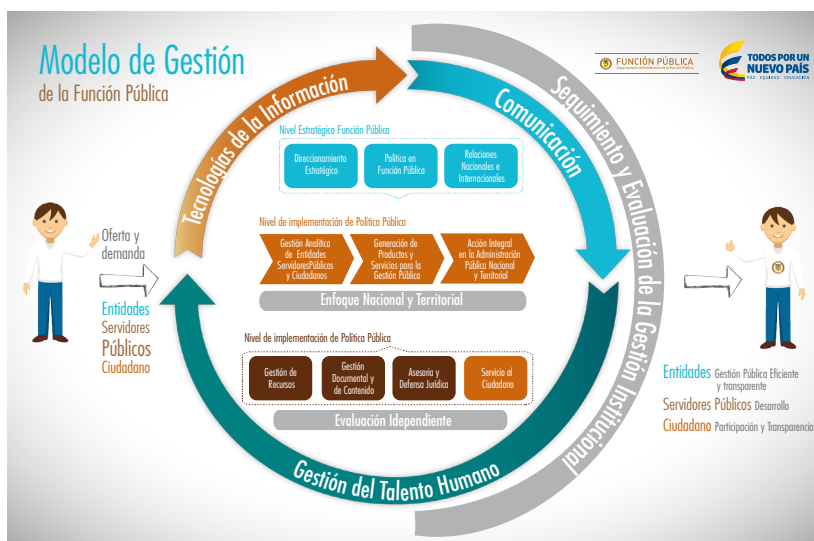 Modelo de Gestión
de la Función Pública
FUNCIÓN PÚBLICA
TODOS POR UN
NUEVO PAÍS
PAZ EQUIDAD EDUCACIÓN
Tecnologías de la Información
Comunicación
Seguimiento y Evaluación de la Gestión Institucional
Gestión del Talento Humano
Nivel Estratégico Función Pública
Direccionamiento
Estratégico
Política en
Función Pública
Relaciones
Nacionales e
Internacionales
Nivel de implementación de Política Pública
Gestión Analítica
de Entidades
ServidoresPúblicos
y Ciudadanos
Generación de
Productos y
Servicios para la
Gestión Pública
Acción Integral
en la Administración
Pública Nacional
y Territorial
Enfoque Nacional y Territorial
Nivel de implementación de Política Pública
Gestión de
Recursos
Gestión
Documental y
de Contenido
Asesoria y
Defensa Jurídica
Servicio al
Ciudadano
Evaluación Idependiente
Oferta y
demanda
Entidades
Servidores
Públicos
Ciudadano
Entidades Gestión Pública Eficiente
y transparente
Servidores Públicos Desarrollo
Ciudadano Participación y Transparencia